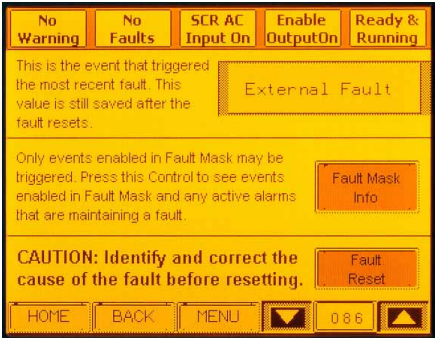 No Warning
No Faults
SCR AC Input On
Enable OutputOn
Ready & Running
This is the event that triggered
the most recent fault. This
value is still saved after the
fault resets.
External Fault
Only events enabled in Fault Mask may be
triggered. Press this Control to see events
enabled in Fault Mask and any active alarms
that are maintaining a fault.
Fault Mask
Info
CAUTION: Identify and correct the
cause of the fault before resetting.
Fault
Reset
HOME
BACK
MENU
086